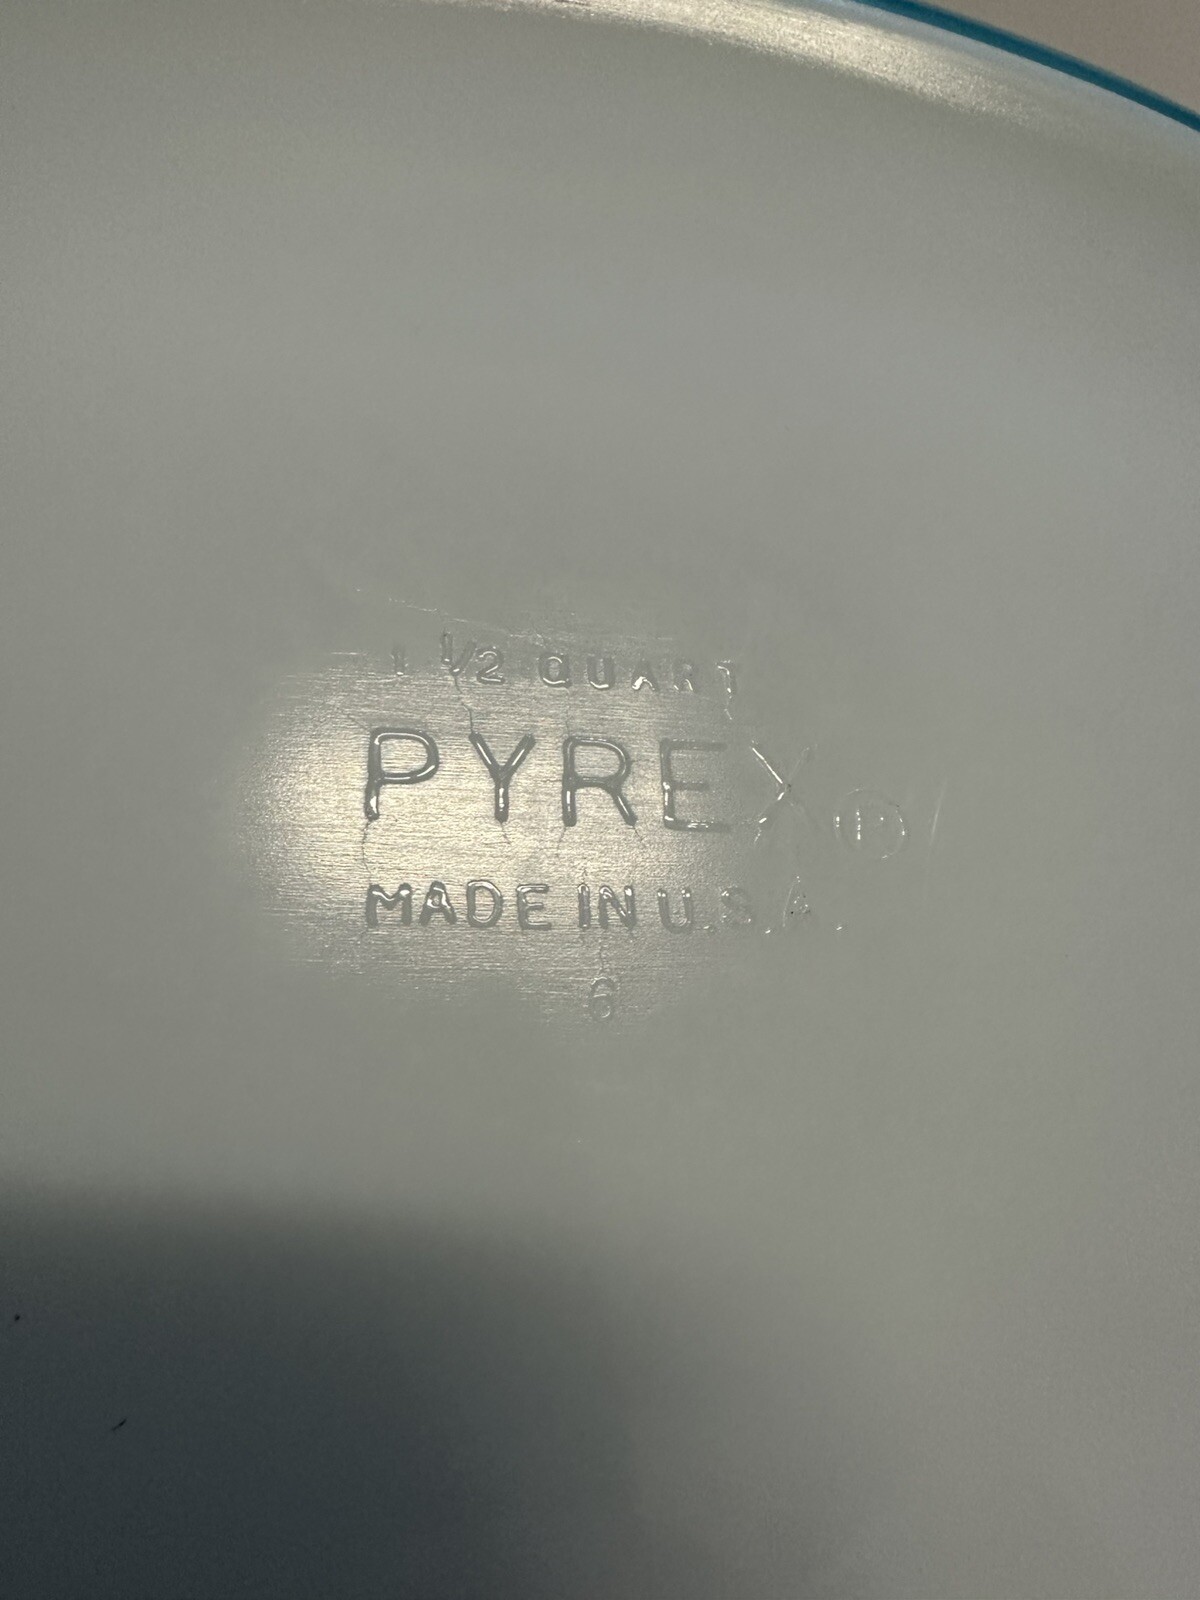 1 1/2 QUART
PYREX®
MADE IN U.S.A.
6